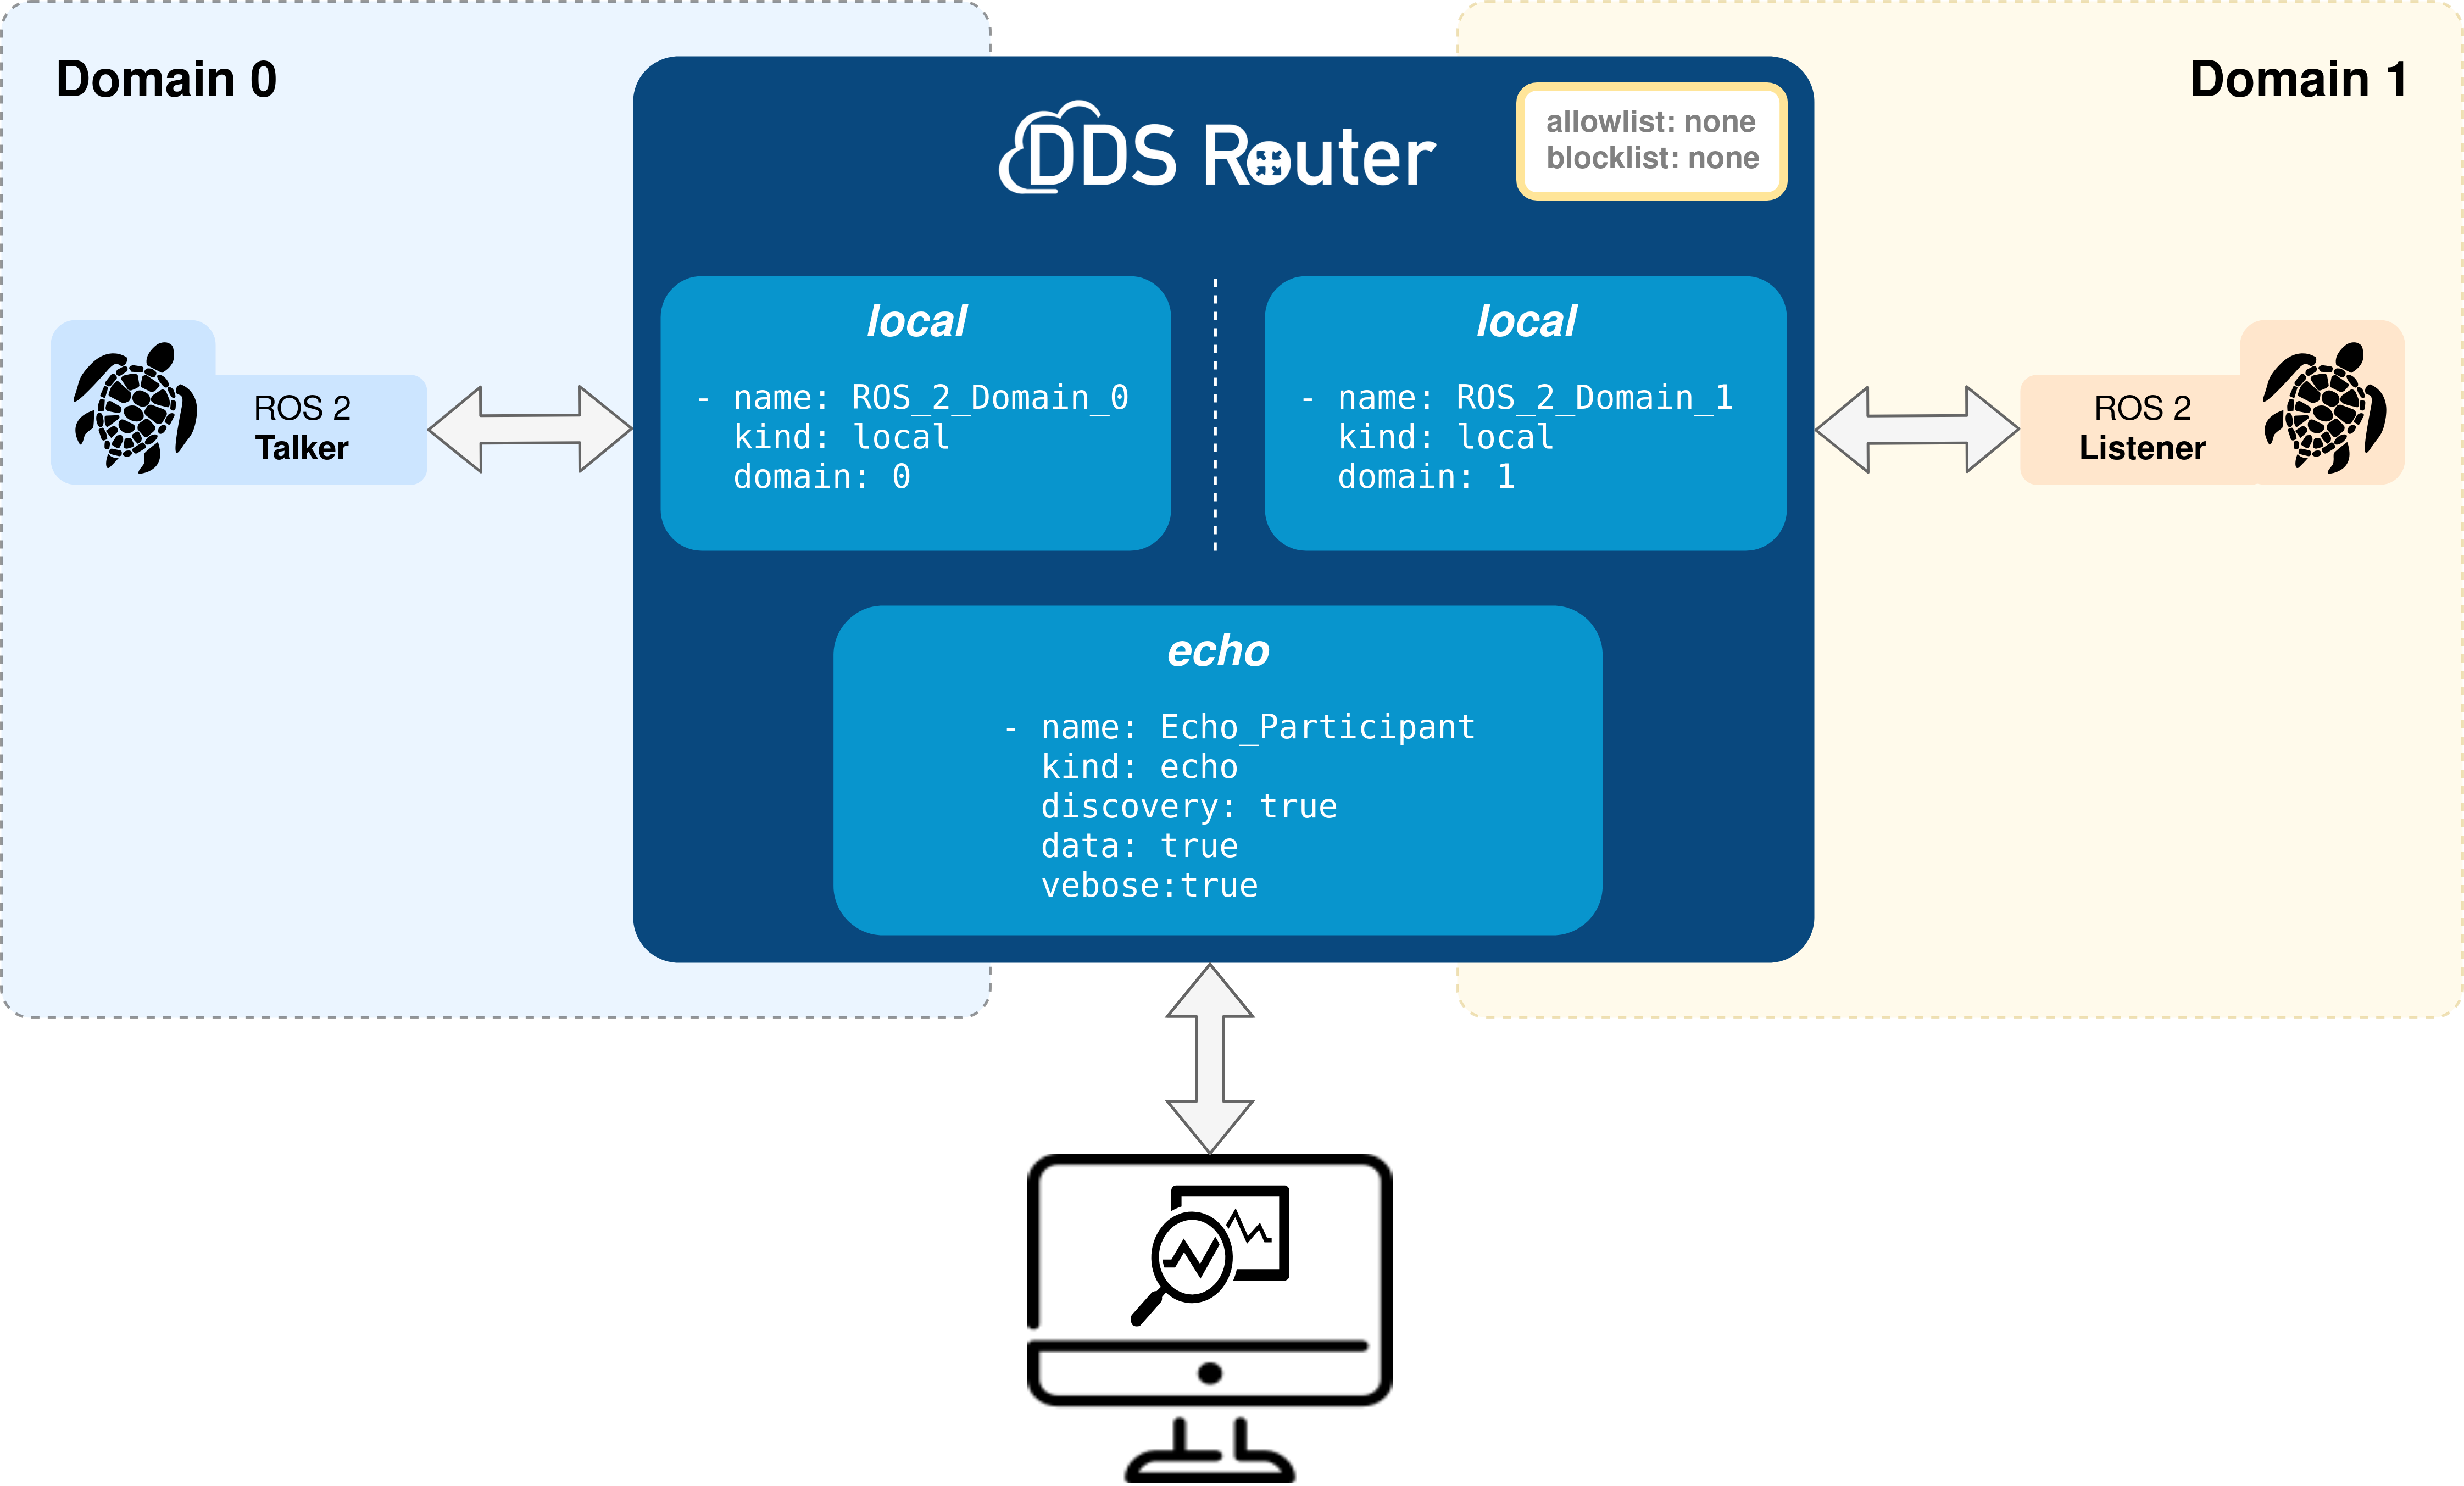 Domain 0
Domain 1
DDS Router
allowlist: none
blocklist: none
local
- name: ROS_2_Domain_0
kind: local
domain: 0
local
- name: ROS_2_Domain_1
kind: local
domain: 1
ROS 2
Talker
ROS 2
Listener
echo
- name: Echo_Participant
kind: echo
discovery: true
data: true
vebose:true